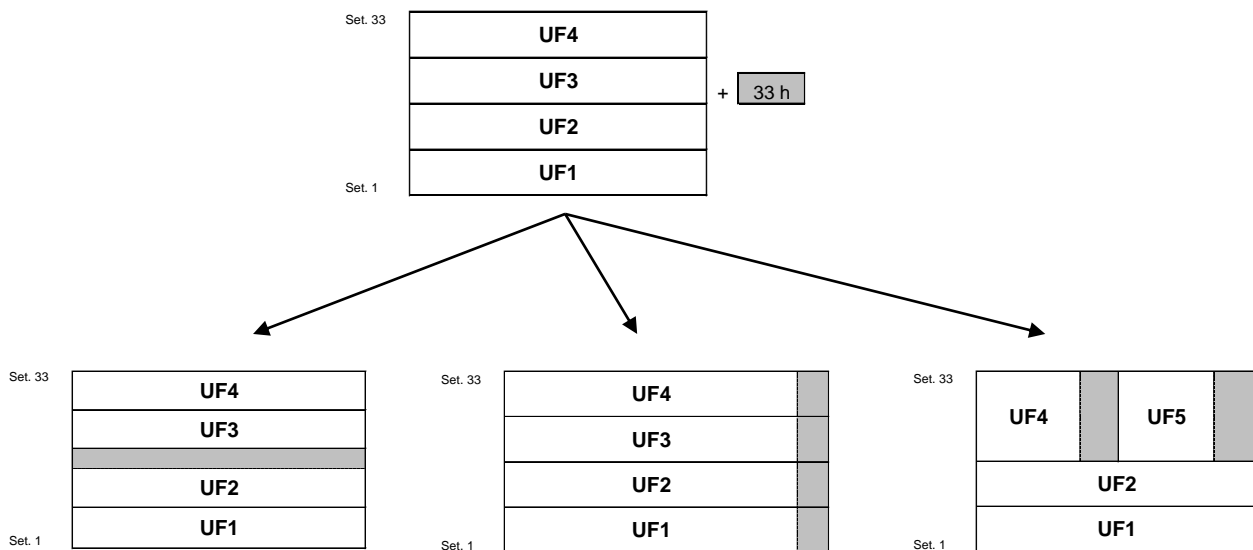 Set. 33
UF4
UF3
+ 33 h
UF2
UF1
Set. 1
Set. 33
UF4
UF3
UF2
UF1
Set. 1
Set. 33
UF4
UF3
UF2
UF1
Set. 1
Set. 33
UF4 UF5
UF2
UF1
Set. 1